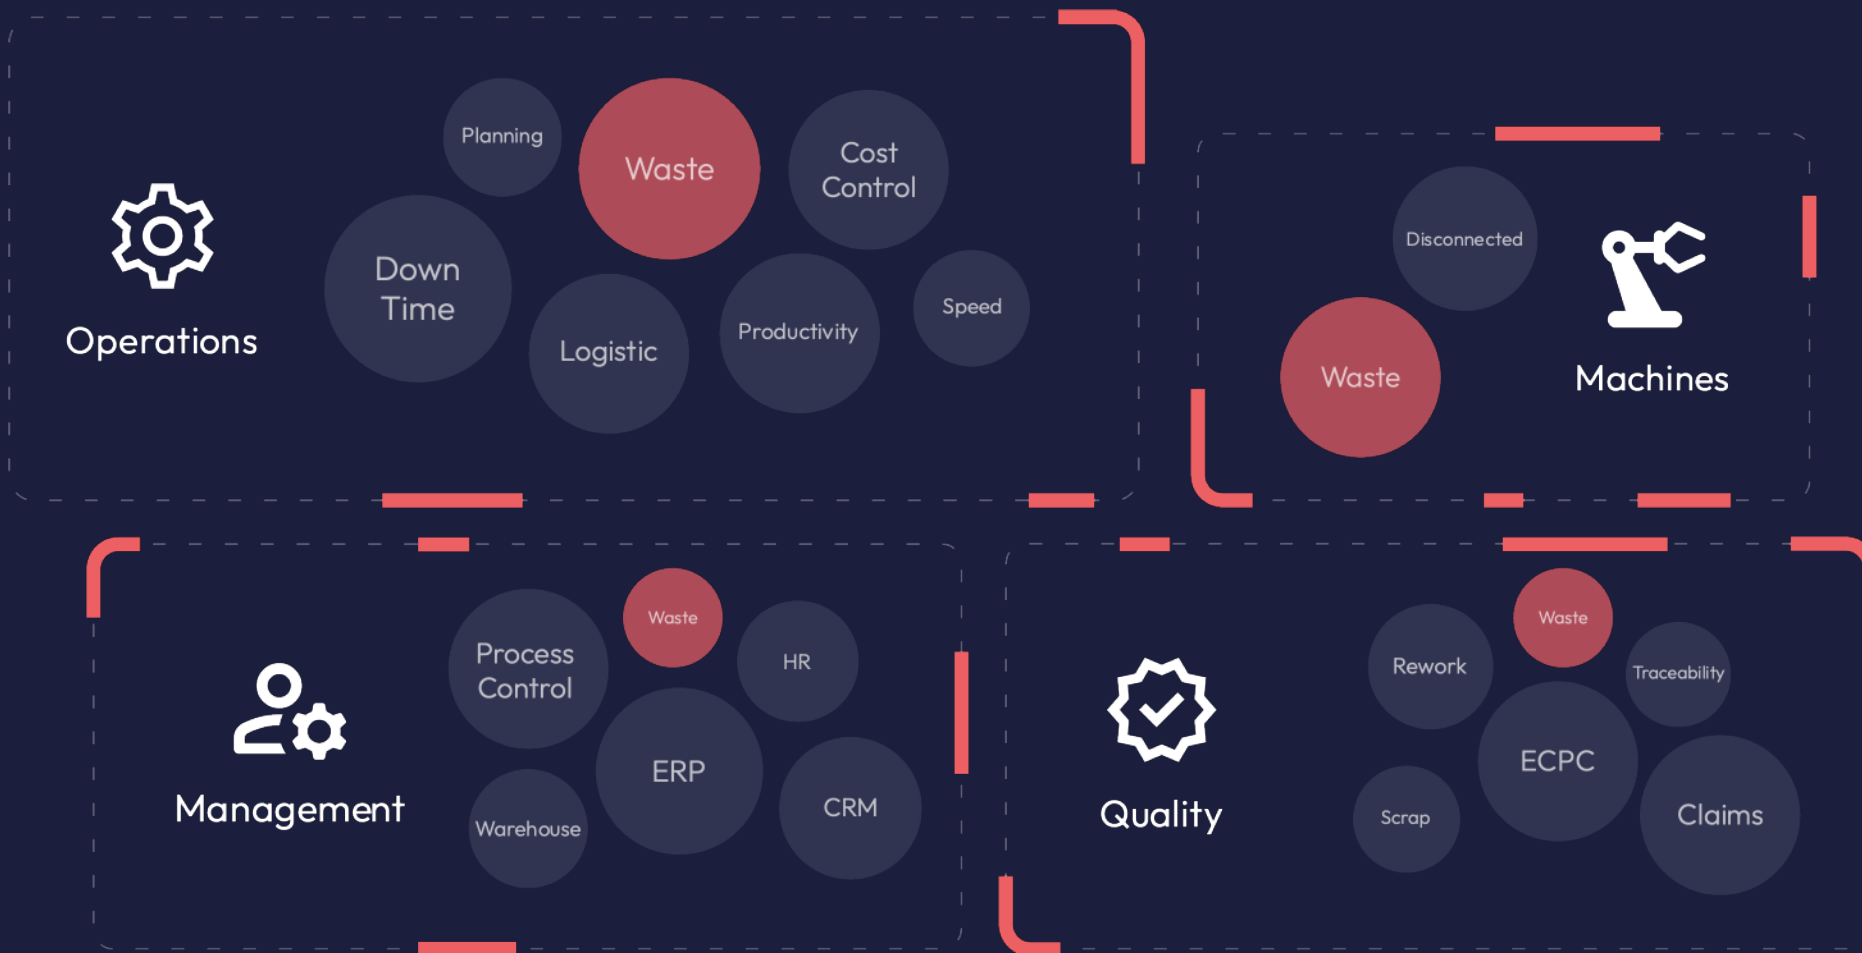 Planning
Waste
Cost
Control
Down
Time
Logistic
Productivity
Speed
Operations
Disconnected
Waste
Machines
Process
Control
Waste
HR
ERP
Warehouse
CRM
Management
Waste
Rework
Traceability
ECPC
Scrap
Claims
Quality